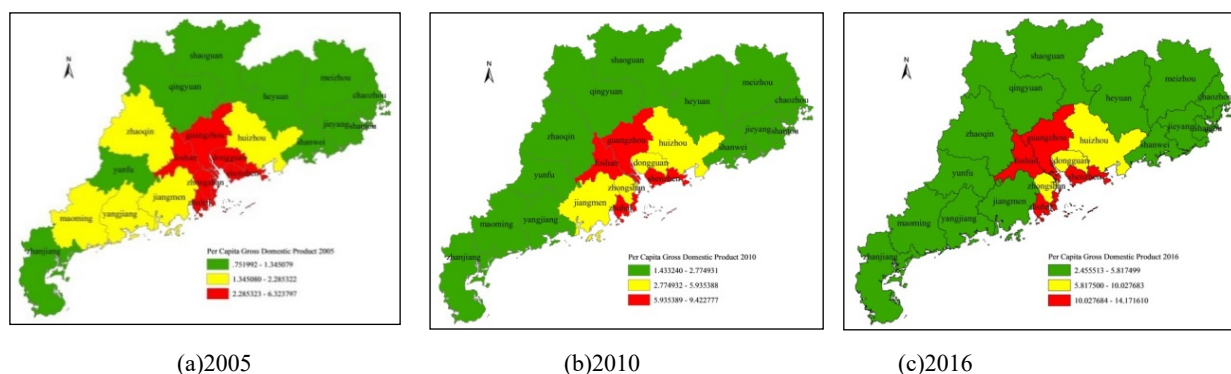 N
shaoguan
meizhou
qingyuan
heyuan
chaozhou
zhaoqin
guangzhou
huizhou
jieyang
shantou
shanwei
foshan
dongguan
yunfu
zhongshan
jiangmen
maoming
yangjiang
zhanjiang
Per Capita Gross Domestic Product 2005
.751992 - 1.345079
1.345080 - 2.285322
2.285323 - 6.323797
(a)2005
N
shaoguan
meizhou
qingyuan
heyuan
chaozhou
zhaoqin
guangzhou
huizhou
jieyang
shantou
shanwei
foshan
dongguan
yunfu
zhongshan
jiangmen
maoming
yangjiang
zhanjiang
Per Capita Gross Domestic Product 2010
1.433240 - 2.774931
2.774932 - 5.935388
5.935389 - 9.422777
(b)2010
N
shaoguan
meizhou
qingyuan
heyuan
chaozhou
zhaoqin
guangzhou
huizhou
jieyang
shanwei
foshan
dongguan
yunfu
zhongshan
jiangmen
maoming
yangjiang
zhanjiang
Per Capita Gross Domestic Product 2016
2.455513 - 5.817499
5.817500 - 10.027683
10.027684 - 14.171610
(c)2016